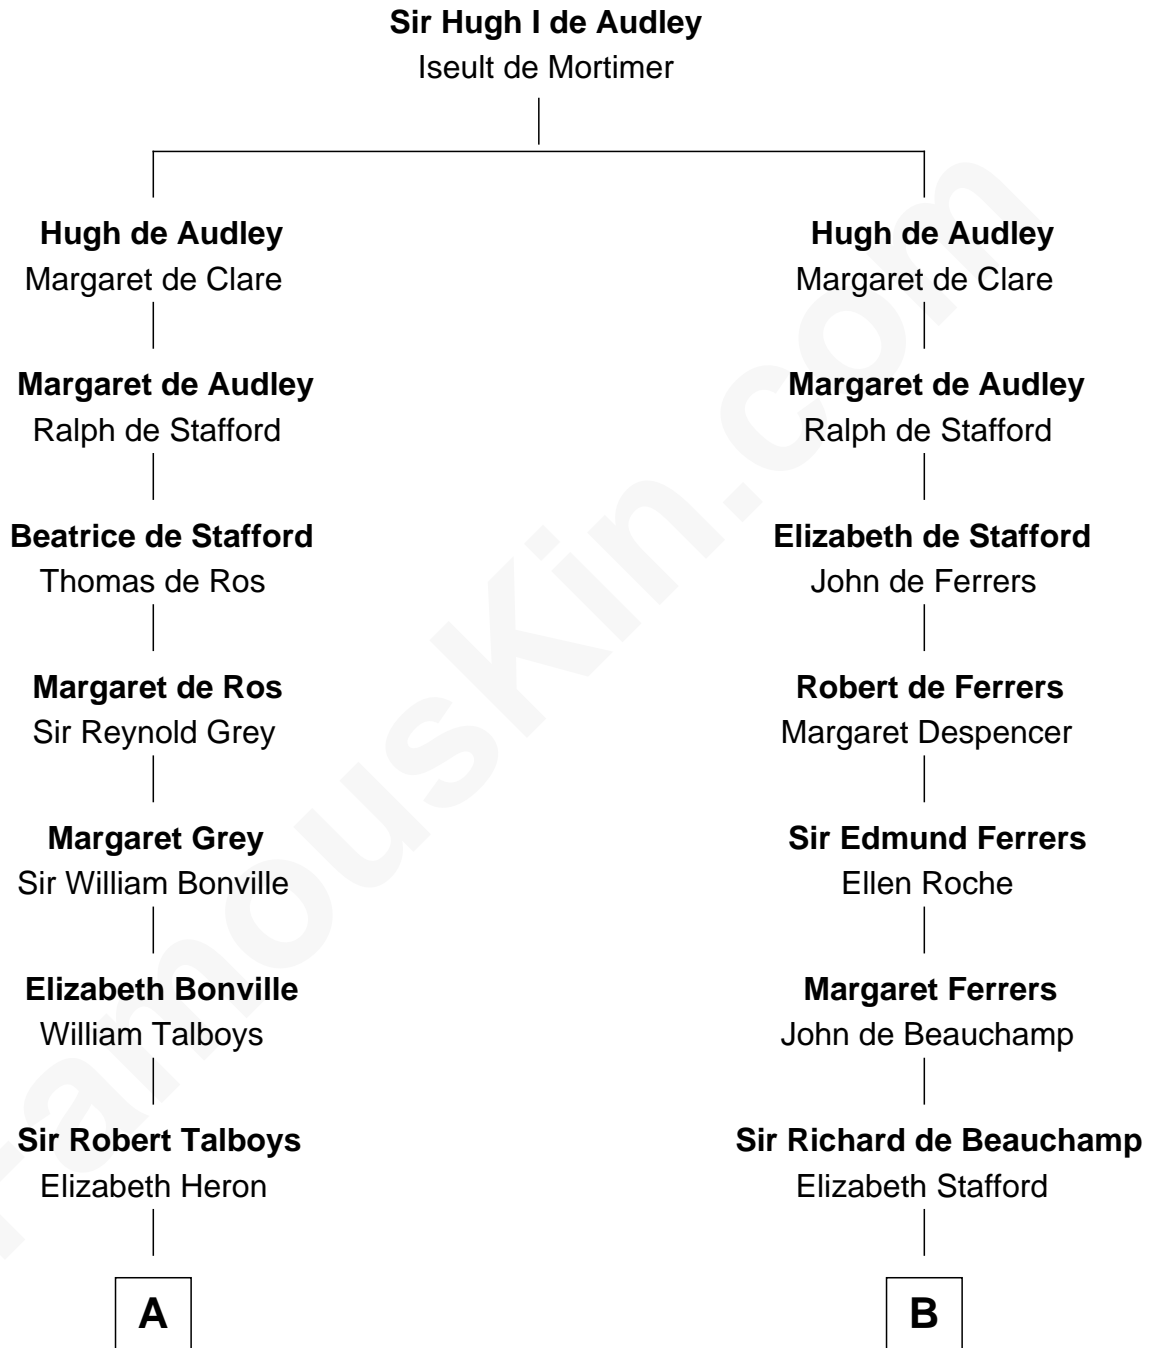 Sir Hugh I de Audley
Iseult de Mortimer
Hugh de Audley
Margaret de Clare
Margaret de Audley
Ralph de Stafford
Beatrice de Stafford
Thomas de Ros
Margaret de Ros
Sir Reynold Grey
Margaret Grey
Sir William Bonville
Elizabeth Bonville
William Talboys
Sir Robert Talboys
Elizabeth Heron
A
Hugh de Audley
Margaret de Clare
Margaret de Audley
Ralph de Stafford
Elizabeth de Stafford
John de Ferrers
Robert de Ferrers
Margaret Despencer
Sir Edmund Ferrers
Ellen Roche
Margaret Ferrers
John de Beauchamp
Sir Richard de Beauchamp
Elizabeth Stafford
B
FamousKin.com